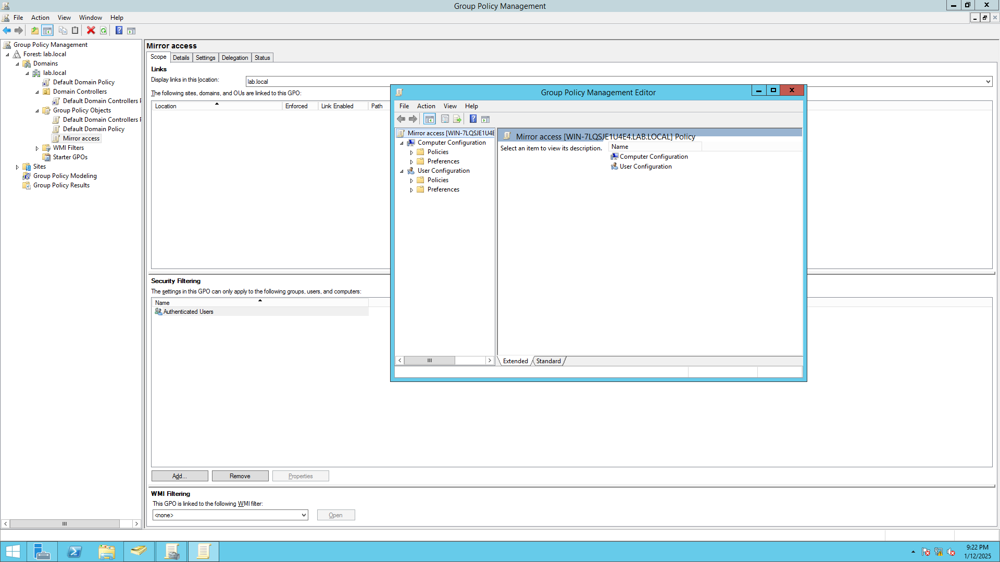 Group Policy Management
File Action View Window Help
Group Policy Management
Forest: lab.local
Domains
lab.local
Default Domain Policy
Domain Controllers
Default Domain Controllers P
Group Policy Objects
Default Domain Controllers P
Default Domain Policy
Mirror access
WMI Filters
Starter GPOs
Sites
Group Policy Modeling
Group Policy Results
Mirror access
Scope Details Settings Delegation Status
Links
Display links in this location:
lab.local
The following sites, domains, and OUs are linked to this GPO:
Location Enforced Link Enabled Path
Security Filtering
The settings in this GPO can only apply to the following groups, users, and computers:
Name
Authenticated Users
Add... Remove Properties
WMI Filtering
This GPO is linked to the following WMI filter:
<none> Open
Group Policy Management Editor
File Action View Help
Mirror access [WIN-7LQSJE1U4E
Computer Configuration
Policies
Preferences
User Configuration
Policies
Preferences
Mirror access [WIN-7LQSJE1U4E4.LAB.LOCAL] Policy
Select an item to view its description.
Name
Computer Configuration
User Configuration
Extended Standard
9:22 PM
1/12/2025